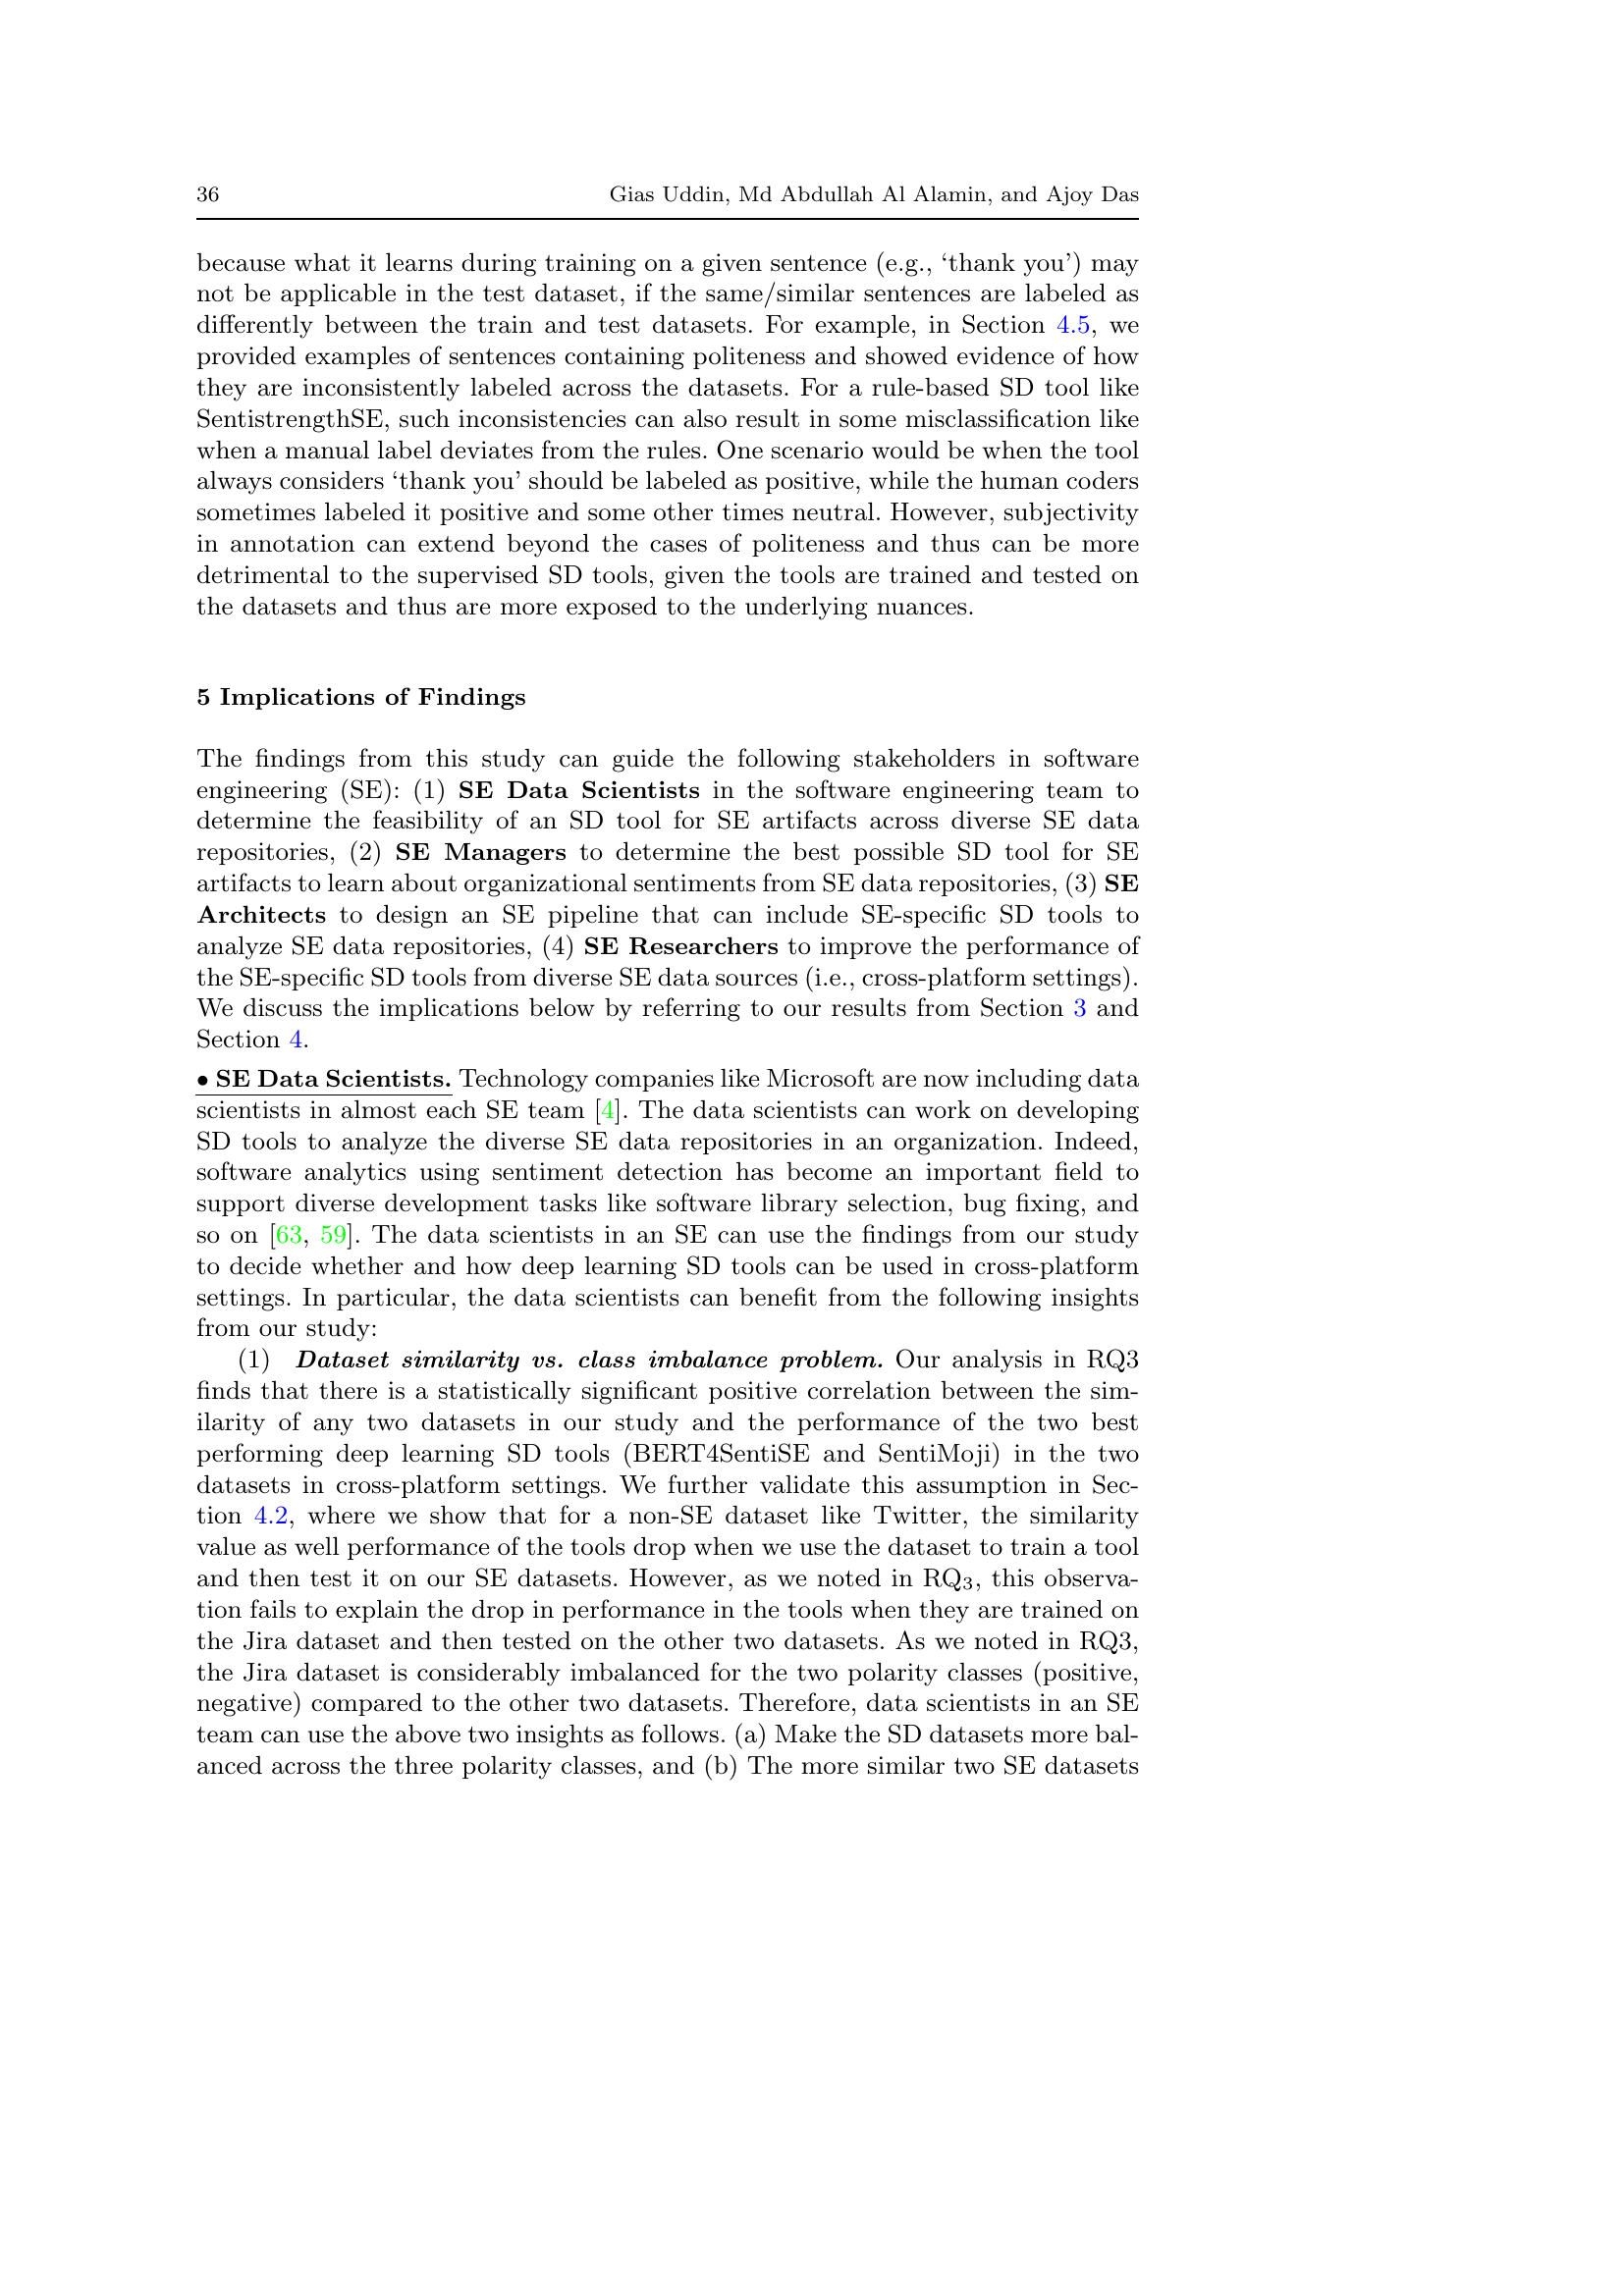 36 Gias Uddin, Md Abdullah Al Alamin, and Ajoy Das
because what it learns during training on a given sentence (e.g., ‘thank you’) may
not be applicable in the test dataset, if the same/similar sentences are labeled as
differently between the train and test datasets. For example, in Section 4.5, we
provided examples of sentences containing politeness and showed evidence of how
they are inconsistently labeled across the datasets. For a rule-based SD tool like
SentistrengthSE, such inconsistencies can also result in some misclassification like
when a manual label deviates from the rules. One scenario would be when the tool
always considers ‘thank you’ should be labeled as positive, while the human coders
sometimes labeled it positive and some other times neutral. However, subjectivity
in annotation can extend beyond the cases of politeness and thus can be more
detrimental to the supervised SD tools, given the tools are trained and tested on
the datasets and thus are more exposed to the underlying nuances.
5 Implications of Findings
The findings from this study can guide the following stakeholders in software
engineering (SE): (1) SE Data Scientists in the software engineering team to
determine the feasibility of an SD tool for SE artifacts across diverse SE data
repositories, (2) SE Managers to determine the best possible SD tool for SE
artifacts to learn about organizational sentiments from SE data repositories, (3) SE
Architects to design an SE pipeline that can include SE-specific SD tools to
analyze SE data repositories, (4) SE Researchers to improve the performance of
the SE-specific SD tools from diverse SE data sources (i.e., cross-platform settings).
We discuss the implications below by referring to our results from Section 3 and
Section 4.
• SE Data Scientists. Technology companies like Microsoft are now including data
scientists in almost each SE team [4]. The data scientists can work on developing
SD tools to analyze the diverse SE data repositories in an organization. Indeed,
software analytics using sentiment detection has become an important field to
support diverse development tasks like software library selection, bug fixing, and
so on [63, 59]. The data scientists in an SE can use the findings from our study
to decide whether and how deep learning SD tools can be used in cross-platform
settings. In particular, the data scientists can benefit from the following insights
from our study:
(1) Dataset similarity vs. class imbalance problem. Our analysis in RQ3
finds that there is a statistically significant positive correlation between the sim-
ilarity of any two datasets in our study and the performance of the two best
performing deep learning SD tools (BERT4SentiSE and SentiMoji) in the two
datasets in cross-platform settings. We further validate this assumption in Sec-
tion 4.2, where we show that for a non-SE dataset like Twitter, the similarity
value as well performance of the tools drop when we use the dataset to train a tool
and then test it on our SE datasets. However, as we noted in RQ3, this observa-
tion fails to explain the drop in performance in the tools when they are trained on
the Jira dataset and then tested on the other two datasets. As we noted in RQ3,
the Jira dataset is considerably imbalanced for the two polarity classes (positive,
negative) compared to the other two datasets. Therefore, data scientists in an SE
team can use the above two insights as follows. (a) Make the SD datasets more bal-
anced across the three polarity classes, and (b) The more similar two SE datasets